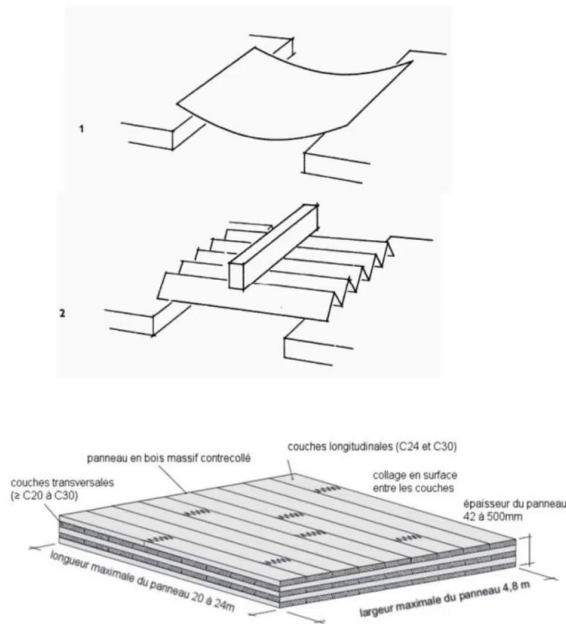 1
2
couches longitudinales (C24 et C30)
panneau en bois massif contrecollé
couches transversales
(≥ C20 à C30)
collage en surface
entre les couches
épaisseur du panneau
42 à 500mm
longueur maximale du panneau 20 à 24m
largeur maximale du panneau 4,8 m